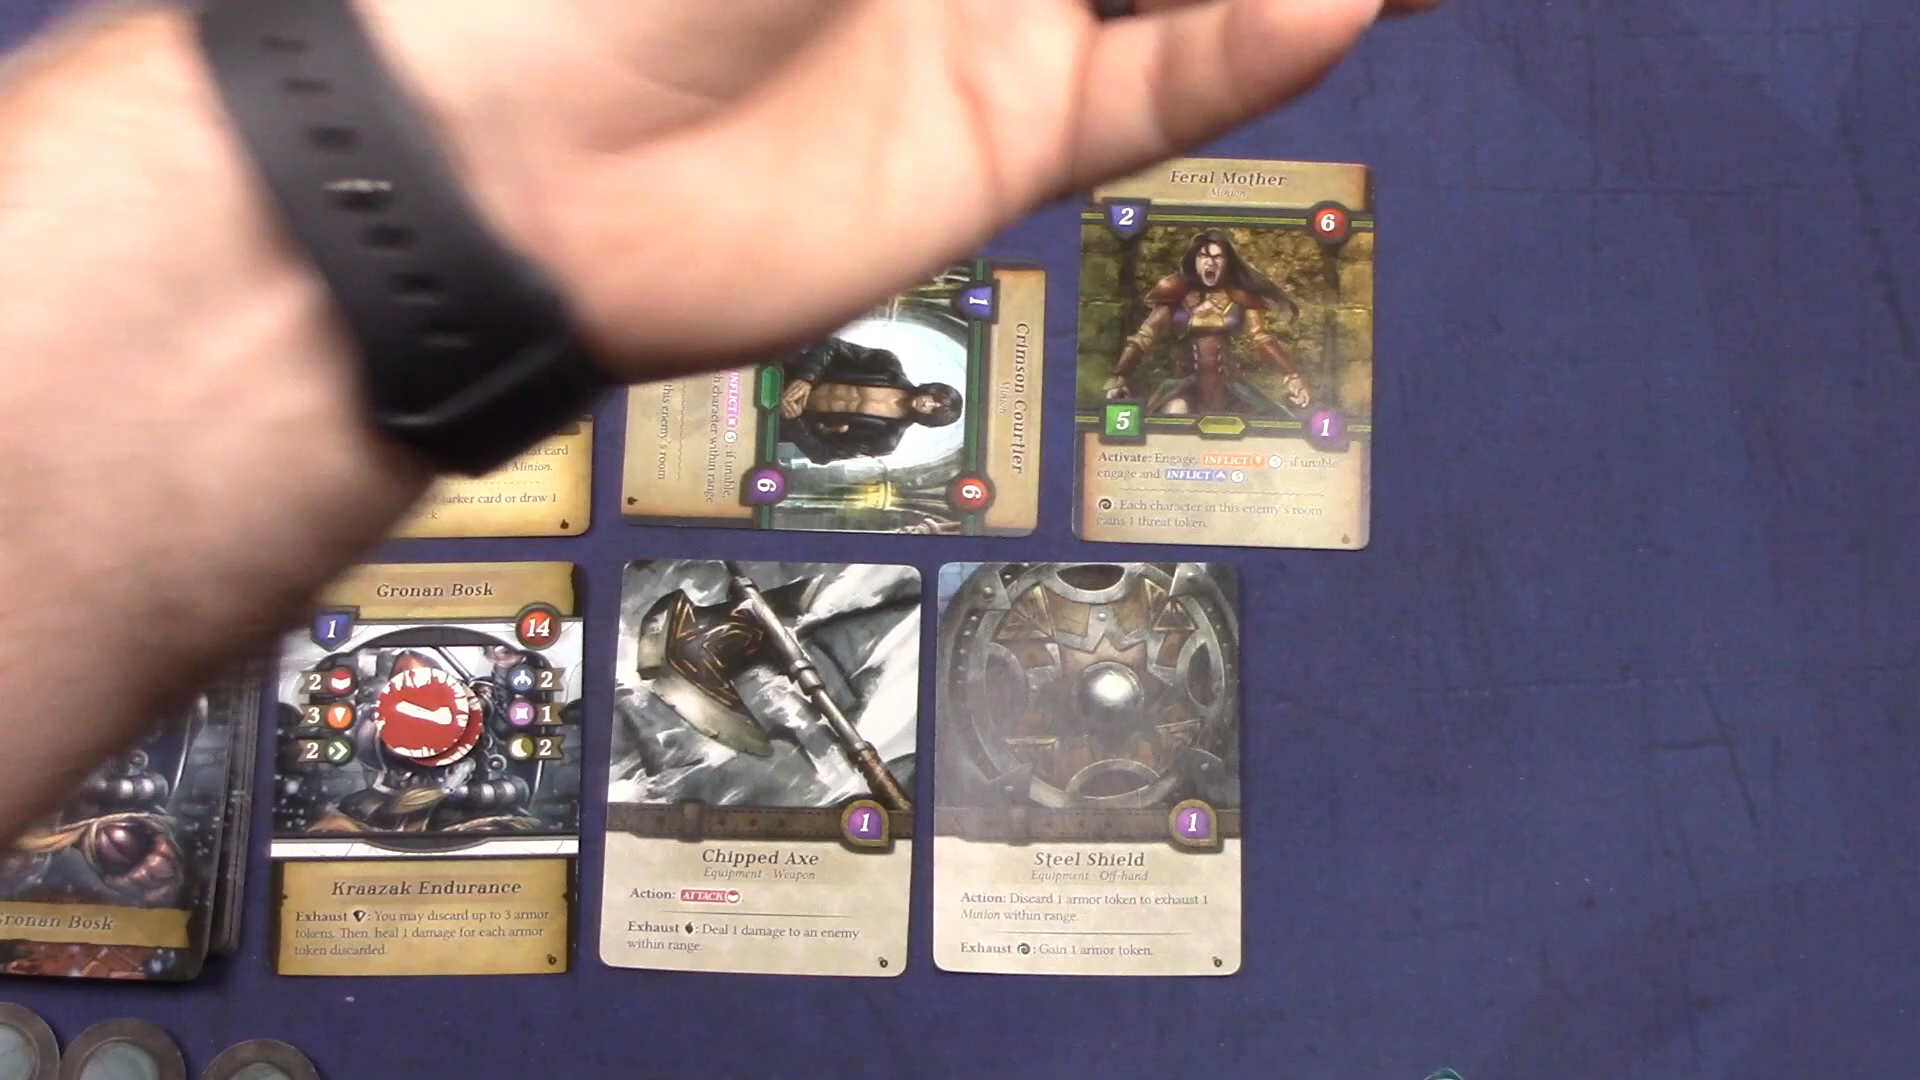 Feral Mother
Minion
2
6
5
1
Activate: Engage, INFLICT 5; if unable,
engage and INFLICT 5.
: Each character in this enemy's room
gains 1 threat token.
Crimson Courtier
Minion
1
6
6
INFLICT 5; if unable,
character within range
this enemy's room
card
Minion.
card or draw 1
Gronan Bosk
1
14
2
2
3
1
2
2
Kraazak Endurance
Exhaust : You may discard up to 3 armor
tokens. Then, heal 1 damage for each armor
token discarded.
1
Chipped Axe
Equipment - Weapon
Action: ATTACK
Exhaust : Deal 1 damage to an enemy
within range.
1
Steel Shield
Equipment - Off-hand
Action: Discard 1 armor token to exhaust 1
Minion within range.
Exhaust : Gain 1 armor token.
Gronan Bosk